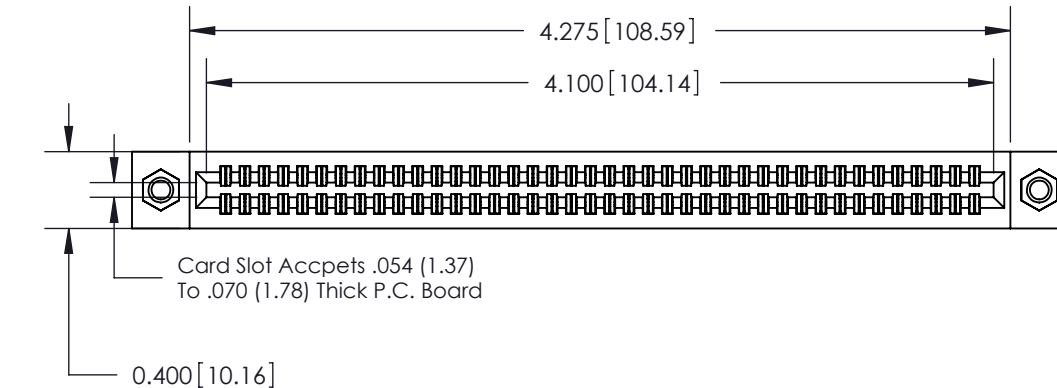 4.275[108.59]
4.100[104.14]
Card Slot Accpets .054 (1.37)
To .070 (1.78) Thick P.C. Board
0.400[10.16]